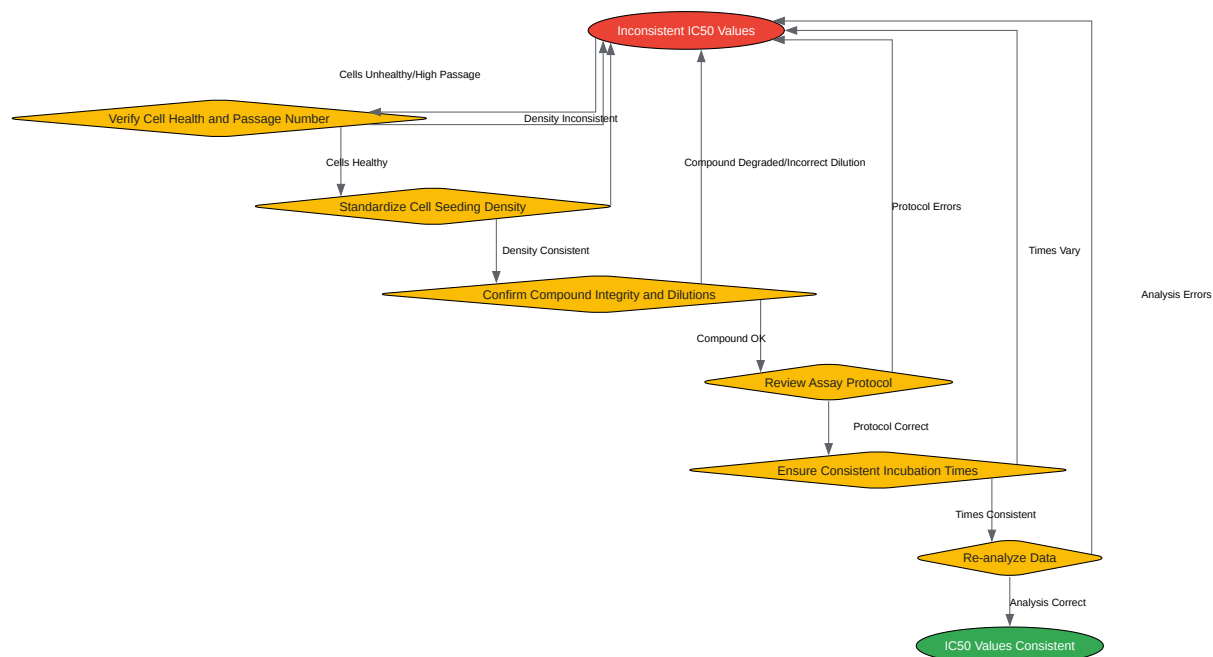 Inconsistent IC50 Values
Cells Unhealthy/High Passage
Verify Cell Health and Passage Number
Density Inconsistent
Cells Healthy
Compound Degraded/Incorrect Dilution
Standardize Cell Seeding Density
Protocol Errors
Density Consistent
Times Vary
Confirm Compound Integrity and Dilutions
Analysis Errors
Compound OK
Review Assay Protocol
Protocol Correct
Ensure Consistent Incubation Times
Times Consistent
Re-analyze Data
Analysis Correct
IC50 Values Consistent